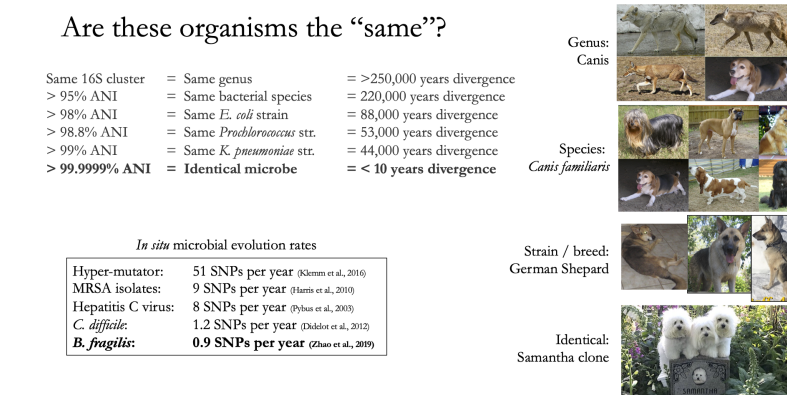 Are these organisms the “same”?
Same 16S cluster = Same genus = >250,000 years divergence
> 95% ANI = Same bacterial species = 220,000 years divergence
> 98% ANI = Same E. coli strain = 88,000 years divergence
> 98.8% ANI = Same Prochlorococcus str. = 53,000 years divergence
> 99% ANI = Same K. pneumoniae str. = 44,000 years divergence
> 99.9999% ANI = Identical microbe = < 10 years divergence
In situ microbial evolution rates
Hyper-mutator: 51 SNPs per year (Klemm et al., 2016)
MRSA isolates: 9 SNPs per year (Harris et al., 2010)
Hepatitis C virus: 8 SNPs per year (Pybus et al., 2003)
C. difficile: 1.2 SNPs per year (Didelot et al., 2012)
B. fragilis: 0.9 SNPs per year (Zhao et al., 2019)
Genus:
Canis
Species:
Canis familiaris
Strain / breed:
German Shepard
Identical:
Samantha clone
SAMANTHA